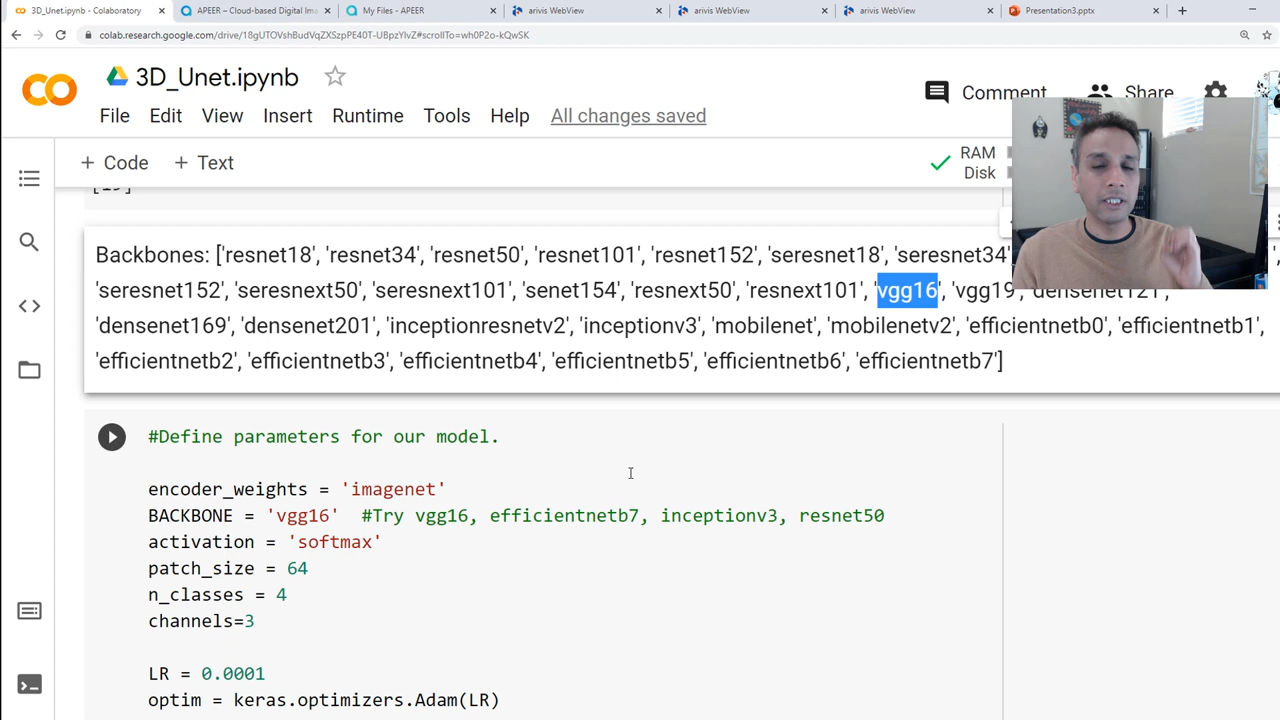 3D_Unet.ipynb - Colaboratory
APEER – Cloud-based Digital Ima
My Files - APEER
arivis WebView
arivis WebView
arivis WebView
Presentation3.pptx
colab.research.google.com/drive/18gUTOVshBudVqZXSzpPE40T-UBpzYlvZ#scrollTo=wh0P2o-kQwSK
3D_Unet.ipynb
Comment
Share
File Edit View Insert Runtime Tools Help All changes saved
+ Code + Text
RAM
Disk
Backbones: ['resnet18', 'resnet34', 'resnet50', 'resnet101', 'resnet152', 'seresnet18', 'seresnet34'
'seresnet152', 'seresnext50', 'seresnext101', 'senet154', 'resnext50', 'resnext101', 'vgg16', 'vgg19', 'densenet121',
'densenet169', 'densenet201', 'inceptionresnetv2', 'inceptionv3', 'mobilenet', 'mobilenetv2', 'efficientnetb0', 'efficientnetb1',
'efficientnetb2', 'efficientnetb3', 'efficientnetb4', 'efficientnetb5', 'efficientnetb6', 'efficientnetb7']
#Define parameters for our model.
encoder_weights = 'imagenet'
BACKBONE = 'vgg16' #Try vgg16, efficientnetb7, inceptionv3, resnet50
activation = 'softmax'
patch_size = 64
n_classes = 4
channels=3
LR = 0.0001
optim = keras.optimizers.Adam(LR)